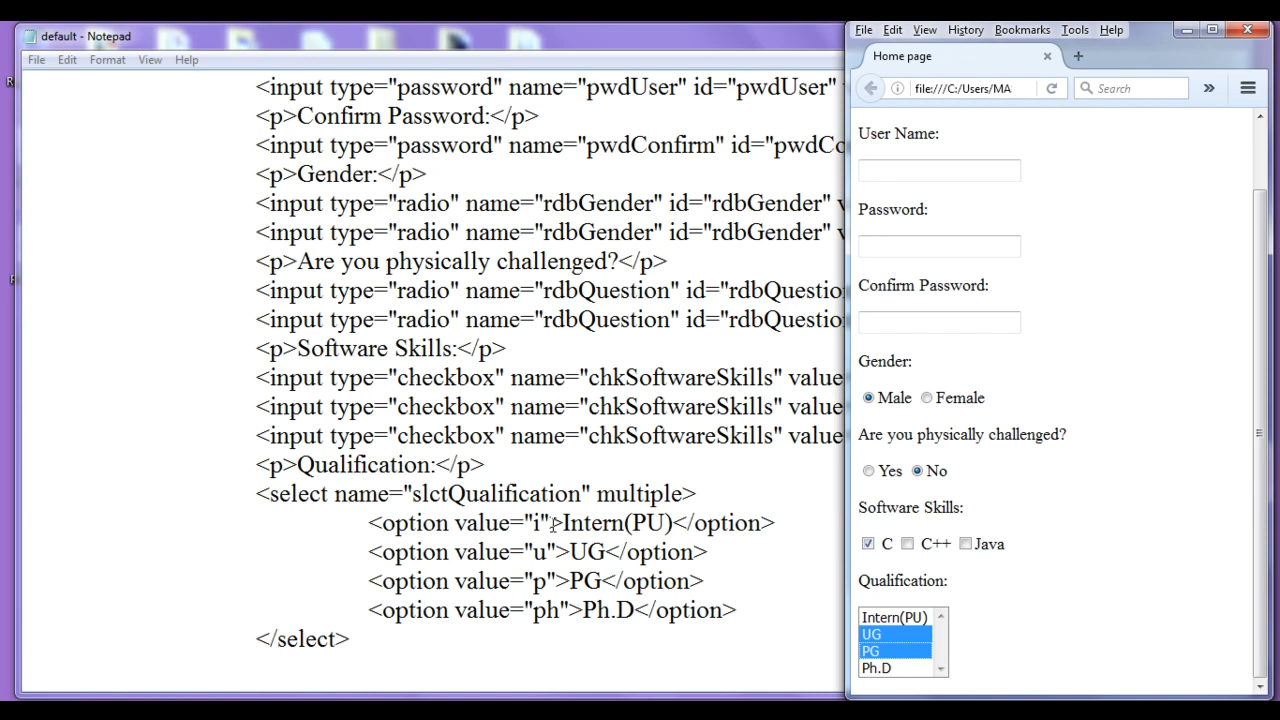 default - Notepad
File Edit Format View Help
<input type="password" name="pwdUser" id="pwdUser"
<p>Confirm Password:</p>
<input type="password" name="pwdConfirm" id="pwdCo
<p>Gender:</p>
<input type="radio" name="rdbGender" id="rdbGender" v
<input type="radio" name="rdbGender" id="rdbGender" v
<p>Are you physically challenged?</p>
<input type="radio" name="rdbQuestion" id="rdbQuestio
<input type="radio" name="rdbQuestion" id="rdbQuestio
<p>Software Skills:</p>
<input type="checkbox" name="chkSoftwareSkills" value
<input type="checkbox" name="chkSoftwareSkills" value
<input type="checkbox" name="chkSoftwareSkills" value
<p>Qualification:</p>
<select name="slctQualification" multiple>
<option value="i">Intern(PU)</option>
<option value="u">UG</option>
<option value="p">PG</option>
<option value="ph">Ph.D</option>
</select>
File Edit View History Bookmarks Tools Help
Home page
file:///C:/Users/MA
Search
User Name:
Password:
Confirm Password:
Gender:
Male Female
Are you physically challenged?
Yes No
Software Skills:
C C++ Java
Qualification:
Intern(PU)
UG
PG
Ph.D